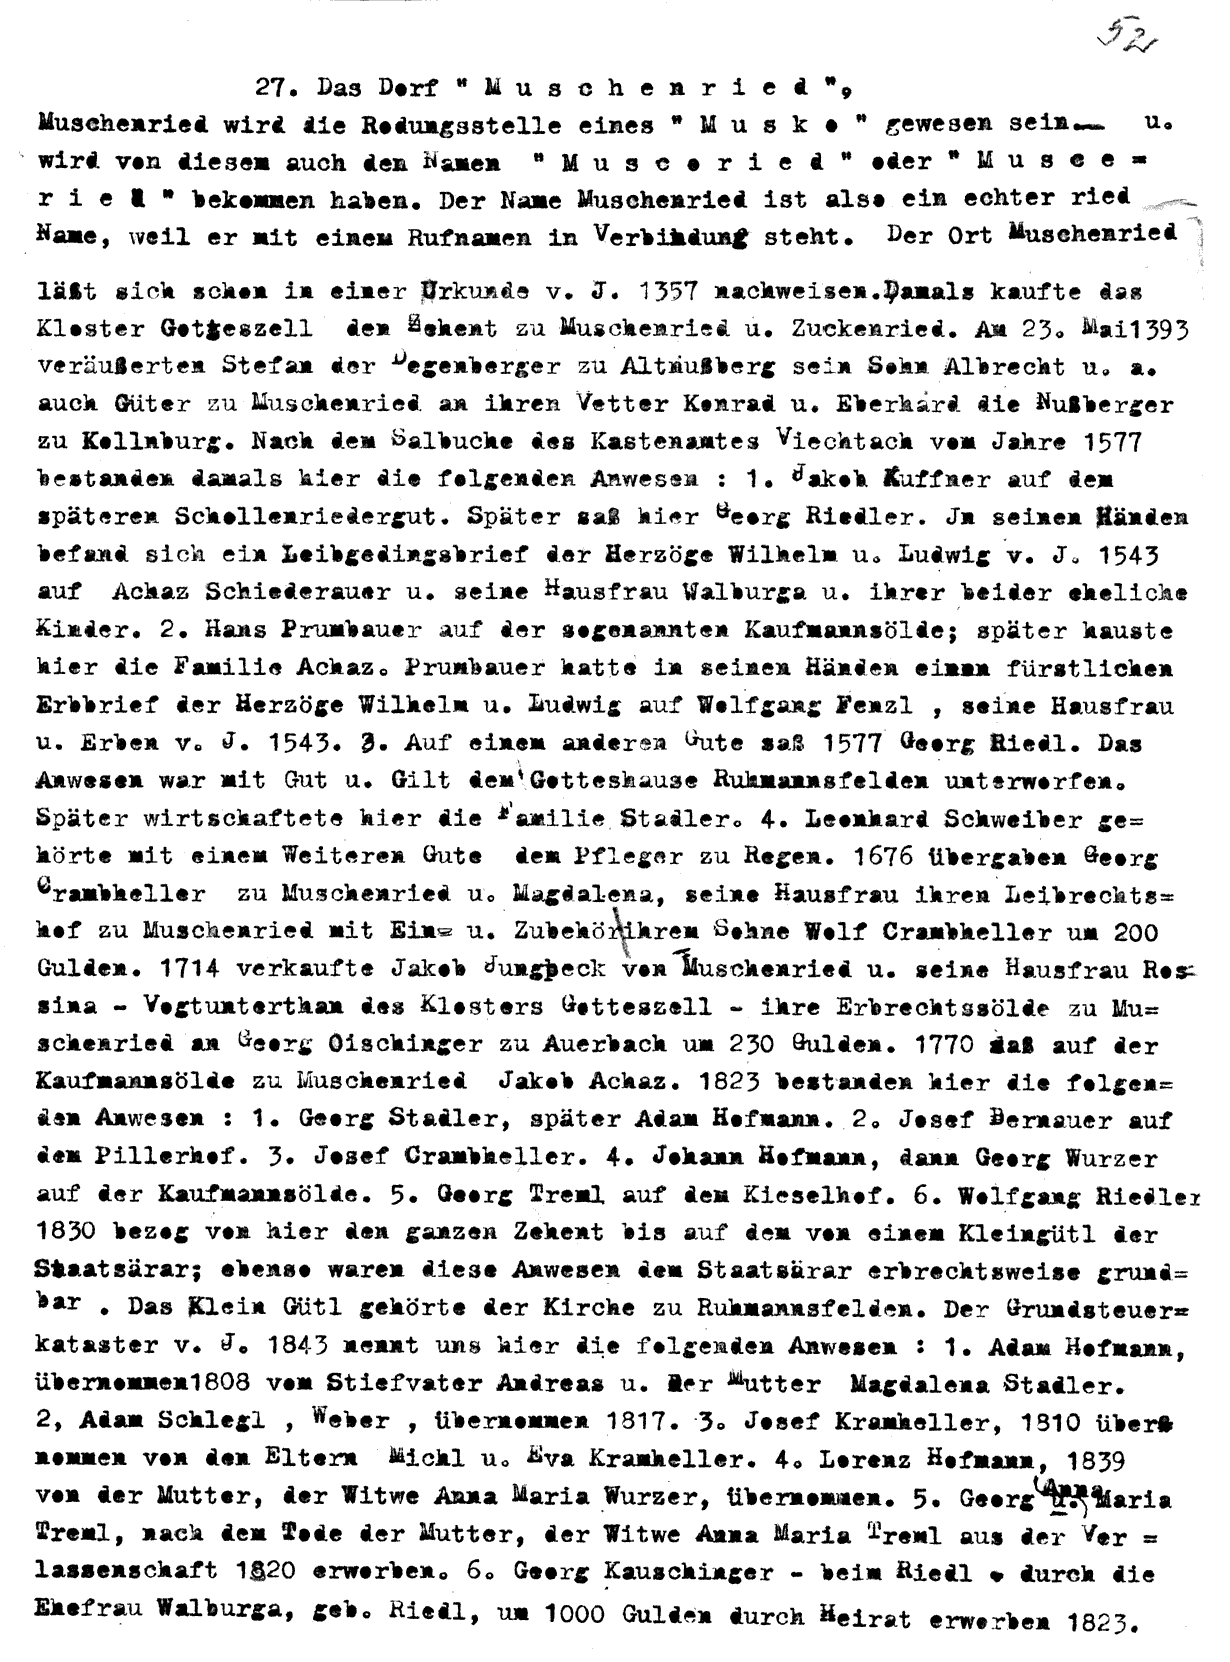 52
27. Das Dorf " M u s c h e n r i e d ",
Muschenried wird die Rodungsstelle eines " M u s k o " gewesen sein u.
wird von diesem auch den Namen " M u s c o r i e d " oder " M u s c e =
r i e d " bekommen haben. Der Name Muschenried ist also ein echter ried
Name, weil er mit einem Rufnamen in Verbindung steht. Der Ort Muschenried
läßt sich schon in einer Urkunde v. J. 1357 nachweisen. Damals kaufte das
Kloster Gotteszell den Zehent zu Muschenried u. Zuckenried. Am 23. Mai1393
veräußerten Stefan der Degenberger zu Altnußberg sein Sohn Albrecht u. a.
auch Güter zu Muschenried an ihren Vetter Konrad u. Eberhard die Nußberger
zu Kollnburg. Nach dem Salbuche des Kastenamtes Viechtach vom Jahre 1577
bestanden damals hier die folgenden Anwesen : 1. Jakob Kuffner auf dem
späteren Schollenriedergut. Später saß hier Georg Riedler. Jn seinen Händen
befand sich ein Leibgedingsbrief der Herzöge Wilhelm u. Ludwig v. J. 1543
auf Achaz Schiederauer u. seine Hausfrau Walburga u. ihrer beider eheliche
Kinder. 2. Hans Prumbauer auf der sogenannten Kaufmannsölde; später hauste
hier die Familie Achaz. Prumbauer hatte in seinen Händen einen fürstlichen
Erbbrief der Herzöge Wilhelm u. Ludwig auf Wolfgang Fenzl , seine Hausfrau
u. Erben v. J. 1543. 3. Auf einem anderen Gute saß 1577 Georg Riedl. Das
Anwesen war mit Gut u. Gilt dem Gotteshause Ruhmannsfelden unterworfen.
Später wirtschaftete hier die Familie Stadler. 4. Leonhard Schweiber ge=
hörte mit einem Weiteren Gute dem Pfleger zu Regen. 1676 übergaben Georg
Crambheller zu Muschenried u. Magdalena, seine Hausfrau ihren Leibrechts=
hof zu Muschenried mit Ein= u. Zubehör ihrem Sohne Wolf Crambheller um 200
Gulden. 1714 verkaufte Jakob Jungbeck von Muschenried u. seine Hausfrau Ros=
sina - Vogtunterthan des Klosters Gotteszell - ihre Erbrechtssölde zu Mu=
schenried an Georg Oischinger zu Auerbach um 230 Gulden. 1770 daß auf der
Kaufmannsölde zu Muschenried Jakob Achaz. 1823 bestanden hier die folgen=
den Anwesen : 1. Georg Stadler, später Adam Hofmann. 2. Josef Bernauer auf
dem Pillerhof. 3. Josef Crambheller. 4. Johann Hofmann, dann Georg Wurzer
auf der Kaufmannsölde. 5. Georg Treml auf dem Kieselhof. 6. Wolfgang Riedler
1830 bezog von hier den ganzen Zehent bis auf dem von einem Kleingütl der
Staatsärar; ebenso waren diese Anwesen dem Staatsärar erbrechtsweise grund=
bar . Das Klein Gütl gehörte der Kirche zu Ruhmannsfelden. Der Grundsteuer=
kataster v. J. 1843 nennt uns hier die folgenden Anwesen : 1. Adam Hofmann,
übernommen1808 vom Stiefvater Andreas u. der Mutter Magdalena Stadler.
2, Adam Schlegl , Weber , übernommen 1817. 3. Josef Kramheller, 1810 über=
nommen von den Eltern Michl u. Eva Kramheller. 4. Lorenz Hofmann, 1839
von der Mutter, der Witwe Anna Maria Wurzer, übernommen. 5. Georg u. Anna Maria
Treml, nach dem Tode der Mutter, der Witwe Anna Maria Treml aus der Ver =
lassenschaft 1820 erworben. 6. Georg Kauschinger - beim Riedl - durch die
Ehefrau Walburga, geb. Riedl, um 1000 Gulden durch Heirat erworben 1823.